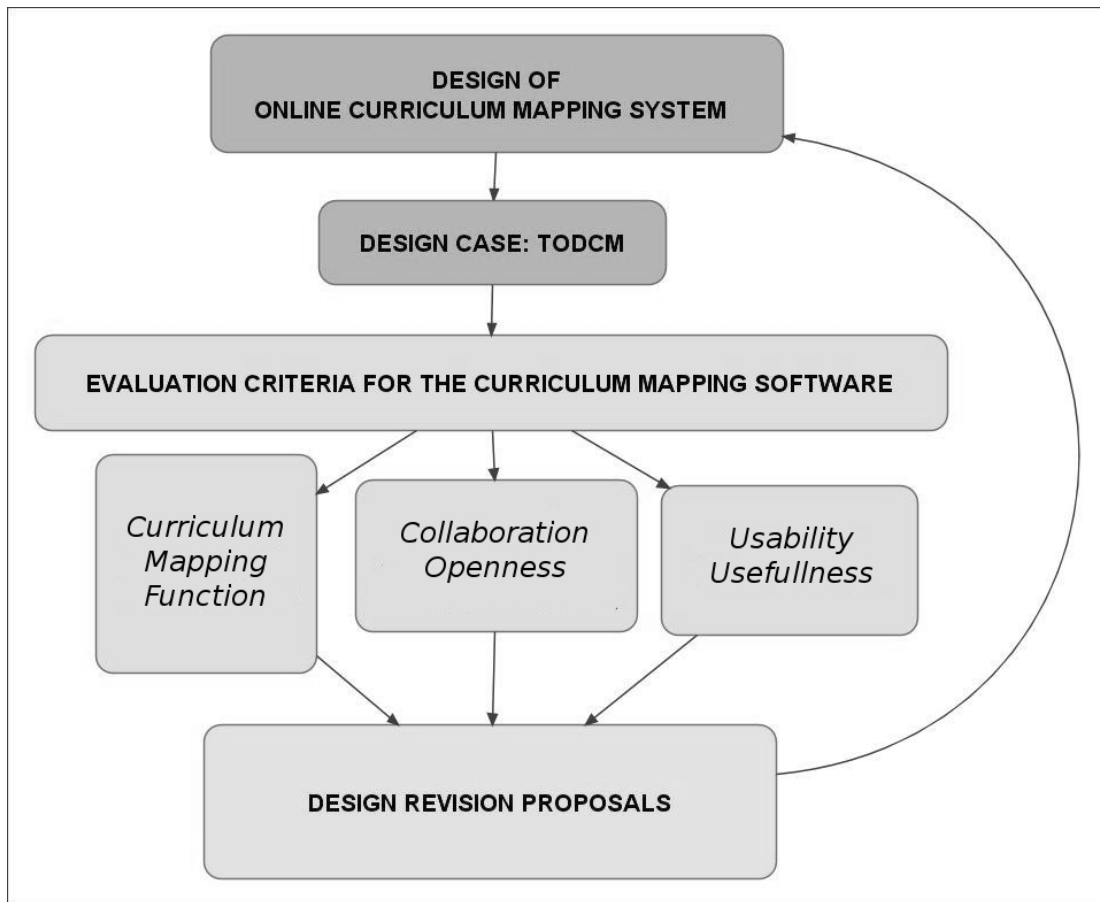 DESIGN OF
ONLINE CURRICULUM MAPPING SYSTEM
DESIGN CASE: TODCM
EVALUATION CRITERIA FOR THE CURRICULUM MAPPING SOFTWARE
Curriculum
Mapping
Function
Collaboration
Openness
Usability
Usefullness
DESIGN REVISION PROPOSALS